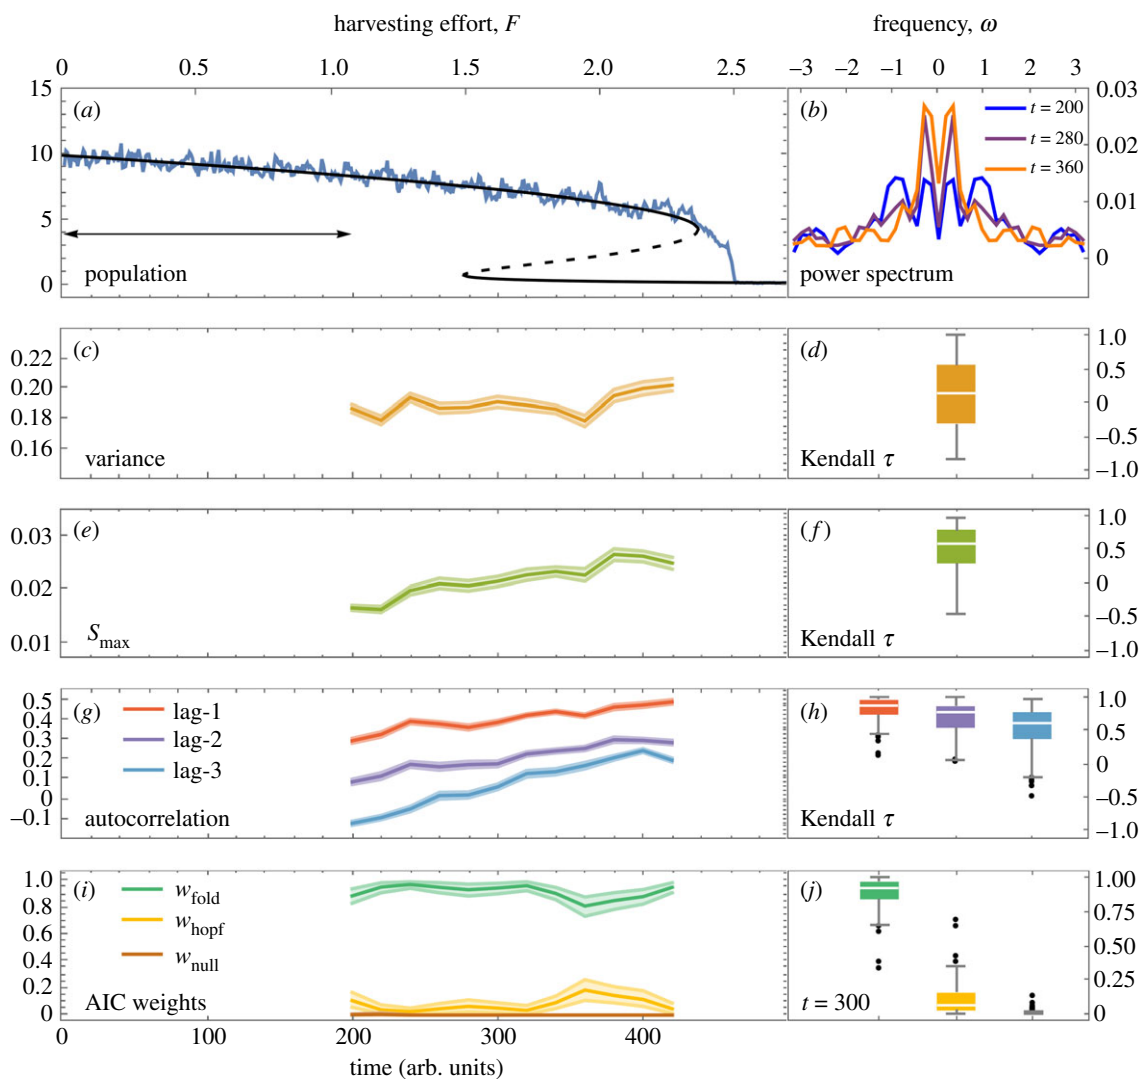 harvesting effort, F
frequency, ω
0 0.5 1.0 1.5 2.0 2.5
–3 –2 –1 0 1 2 3
(a)
15
10
5
0
population
(b)
t = 200
t = 280
t = 360
0.03
0.02
0.01
0
power spectrum
(c)
0.22
0.20
0.18
0.16
variance
(d)
1.0
0.5
0
–0.5
–1.0
Kendall τ
(e)
0.03
0.02
0.01
Smax
(f)
1.0
0.5
0
–0.5
–1.0
Kendall τ
(g)
lag-1
lag-2
lag-3
0.5
0.4
0.3
0.2
0.1
0
–0.1
autocorrelation
(h)
1.0
0.5
0
–0.5
–1.0
Kendall τ
(i)
wfold
whopf
wnull
1.0
0.8
0.6
0.4
0.2
0
AIC weights
(j)
1.00
0.75
0.50
0.25
0
t = 300
0 100 200 300 400
time (arb. units)